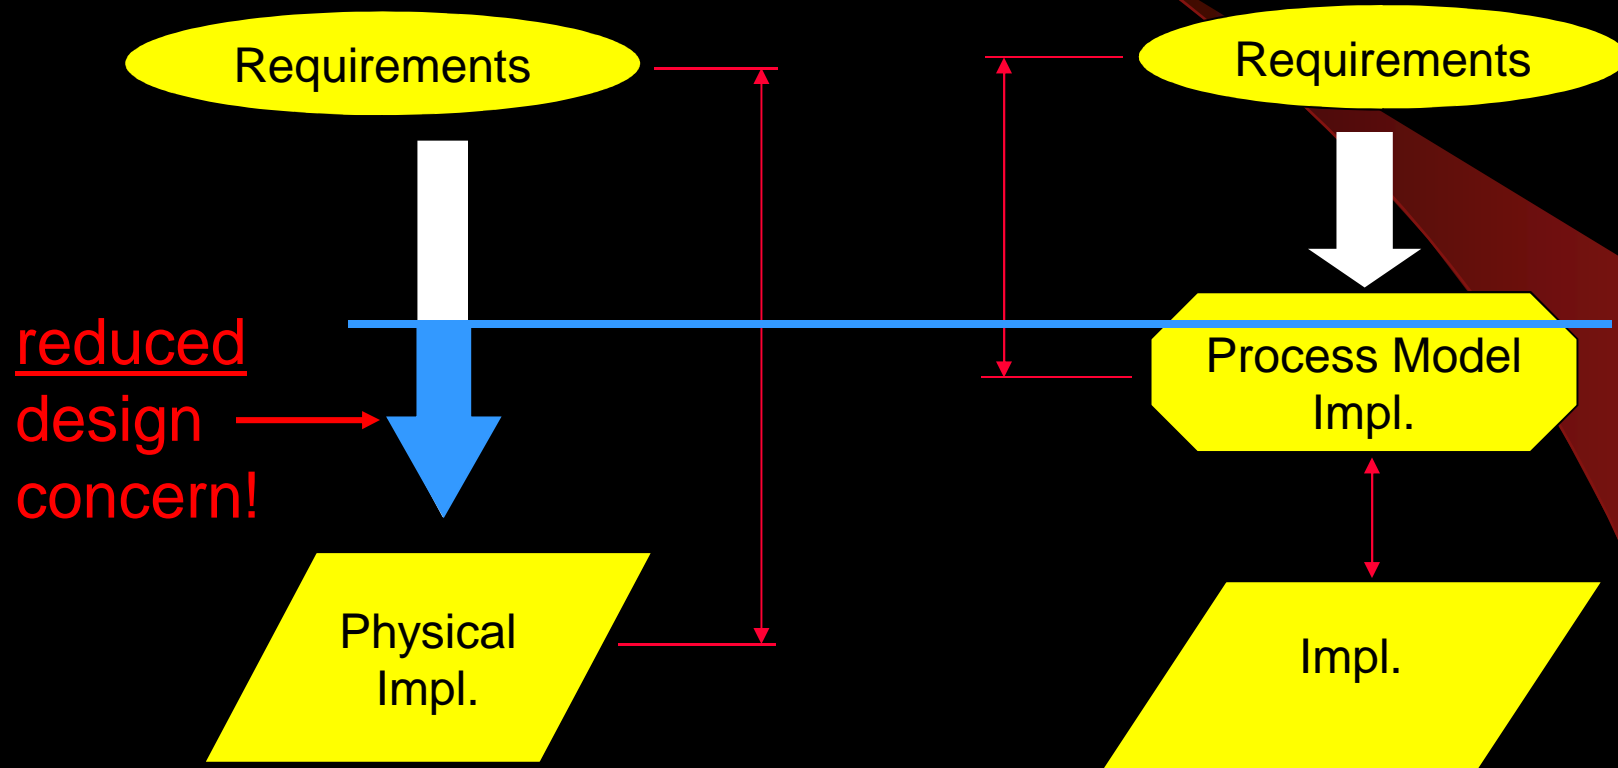 Requirements
Requirements
reduced
design
concern!
Process Model
Impl.
Physical
Impl.
Impl.